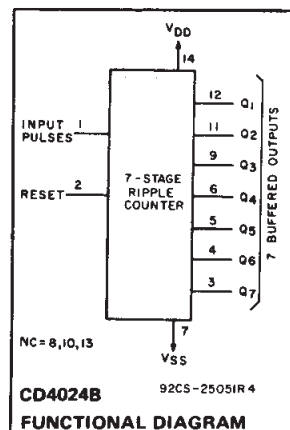 VDD
14
INPUT 1
PULSES
RESET 2
7-STAGE
RIPPLE
COUNTER
12 Q1
11 Q2
9 Q3
6 Q4
5 Q5
4 Q6
3 Q7
7 BUFFERED OUTPUTS
7
VSS
NC=8,10,13
CD4024B
92CS-25051R4
FUNCTIONAL DIAGRAM